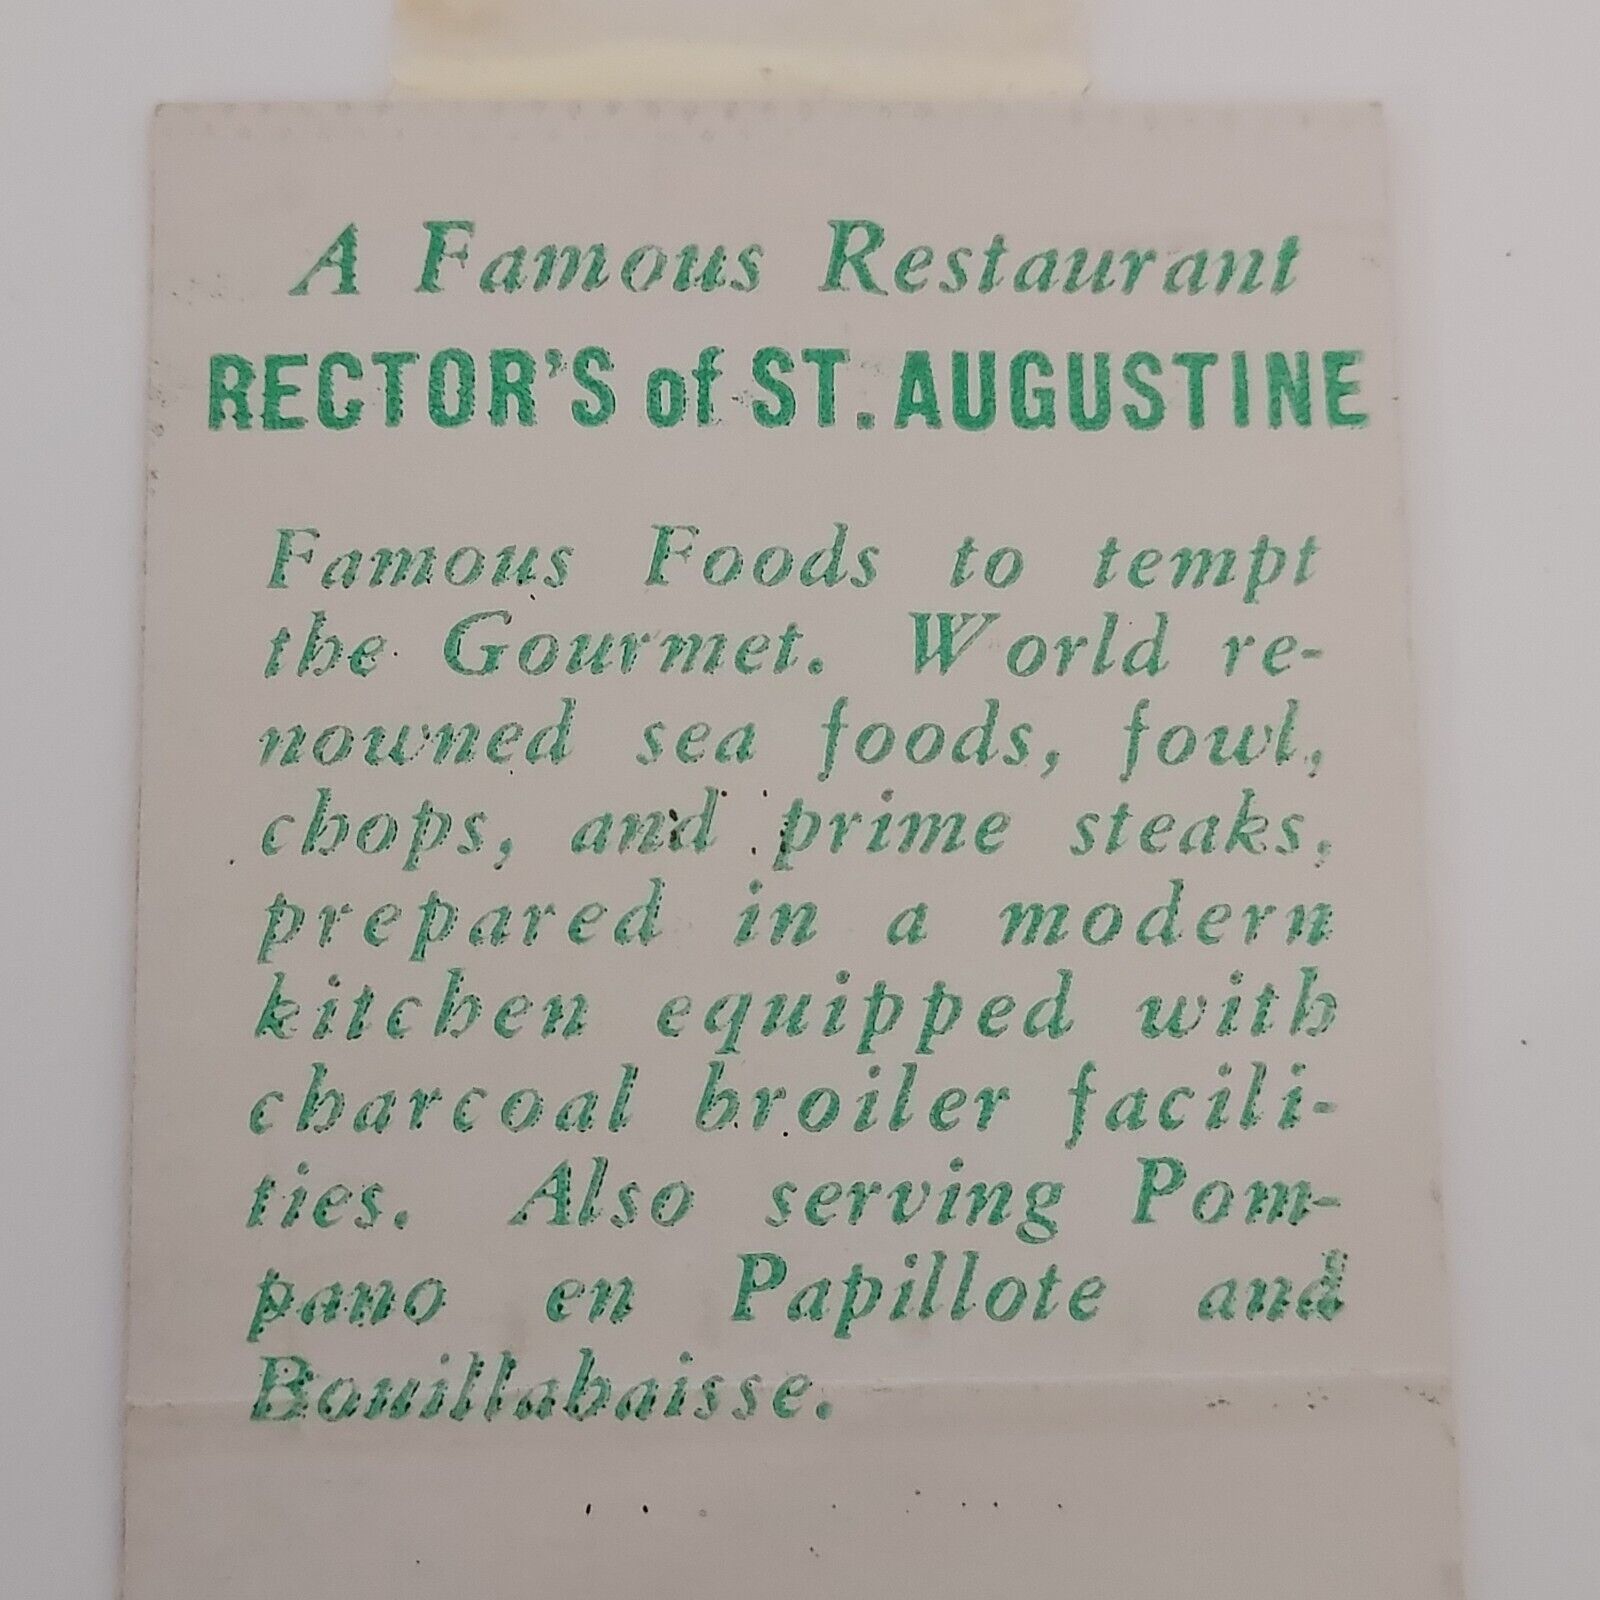 A Famous Restaurant
RECTOR'S of ST. AUGUSTINE
Famous Foods to tempt
the Gourmet. World re-
nowned sea foods, fowl,
chops, and prime steaks,
prepared in a modern
kitchen equipped with
charcoal broiler facili-
ties. Also serving Pom-
pano en Papillote and
Bouillabaisse.